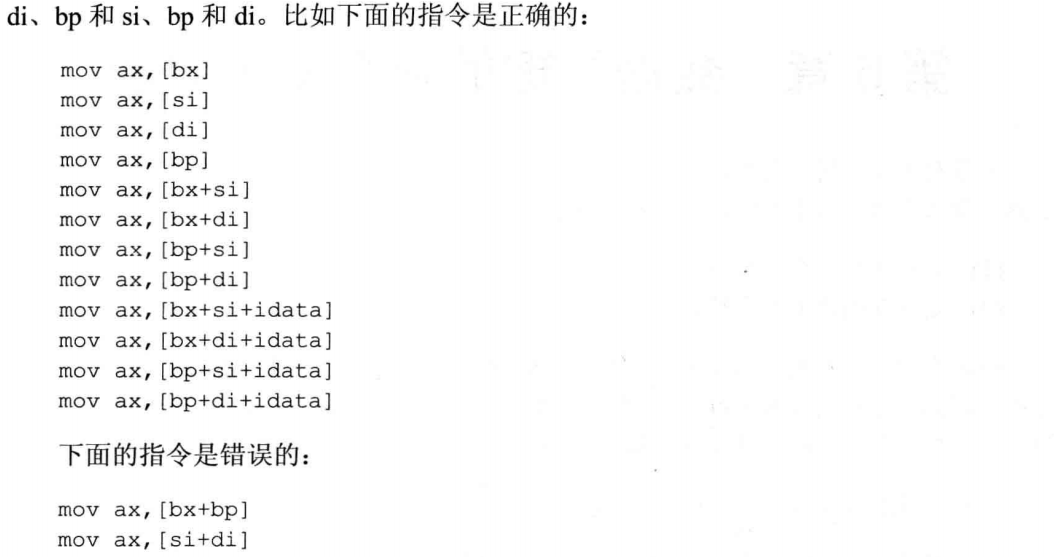 di、bp 和 si、bp 和 di。比如下面的指令是正确的：
mov ax,[bx]
mov ax,[si]
mov ax,[di]
mov ax,[bp]
mov ax,[bx+si]
mov ax,[bx+di]
mov ax,[bp+si]
mov ax,[bp+di]
mov ax,[bx+si+idata]
mov ax,[bx+di+idata]
mov ax,[bp+si+idata]
mov ax,[bp+di+idata]
下面的指令是错误的：
mov ax,[bx+bp]
mov ax,[si+di]